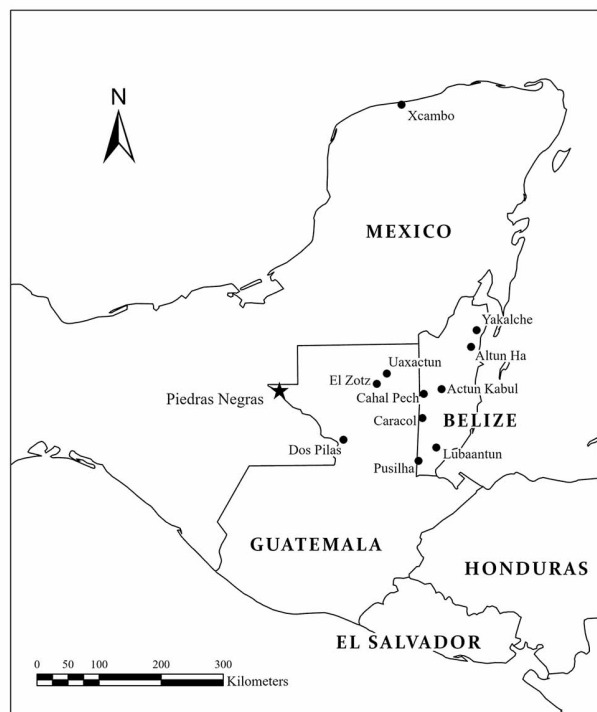 N
Xcambo
MEXICO
Yakalche
Altun Ha
Uaxactun
El Zotz
Actun Kabul
Cahal Pech
Piedras Negras
Caracol
BELIZE
Dos Pilas
Lubaantun
Pusilha
GUATEMALA
HONDURAS
EL SALVADOR
0 50 100 200 300
Kilometers